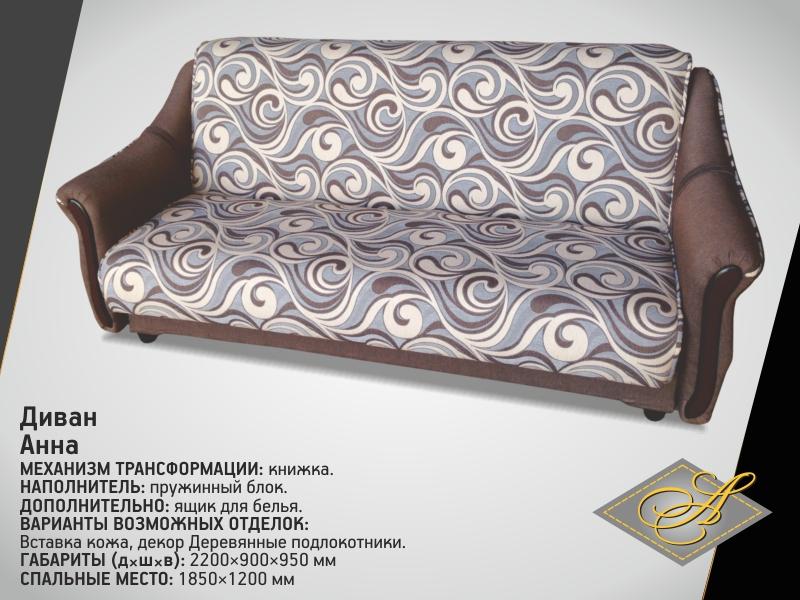 Диван
Анна
МЕХАНИЗМ ТРАНСФОРМАЦИИ: книжка.
НАПОЛНИТЕЛЬ: пружинный блок.
ДОПОЛНИТЕЛЬНО: ящик для белья.
ВАРИАНТЫ ВОЗМОЖНЫХ ОТДЕЛОК:
Вставка кожа, декор Деревянные подлокотники.
ГАБАРИТЫ (д×ш×в): 2200×900×950 мм
СПАЛЬНЫЕ МЕСТО: 1850×1200 мм
А